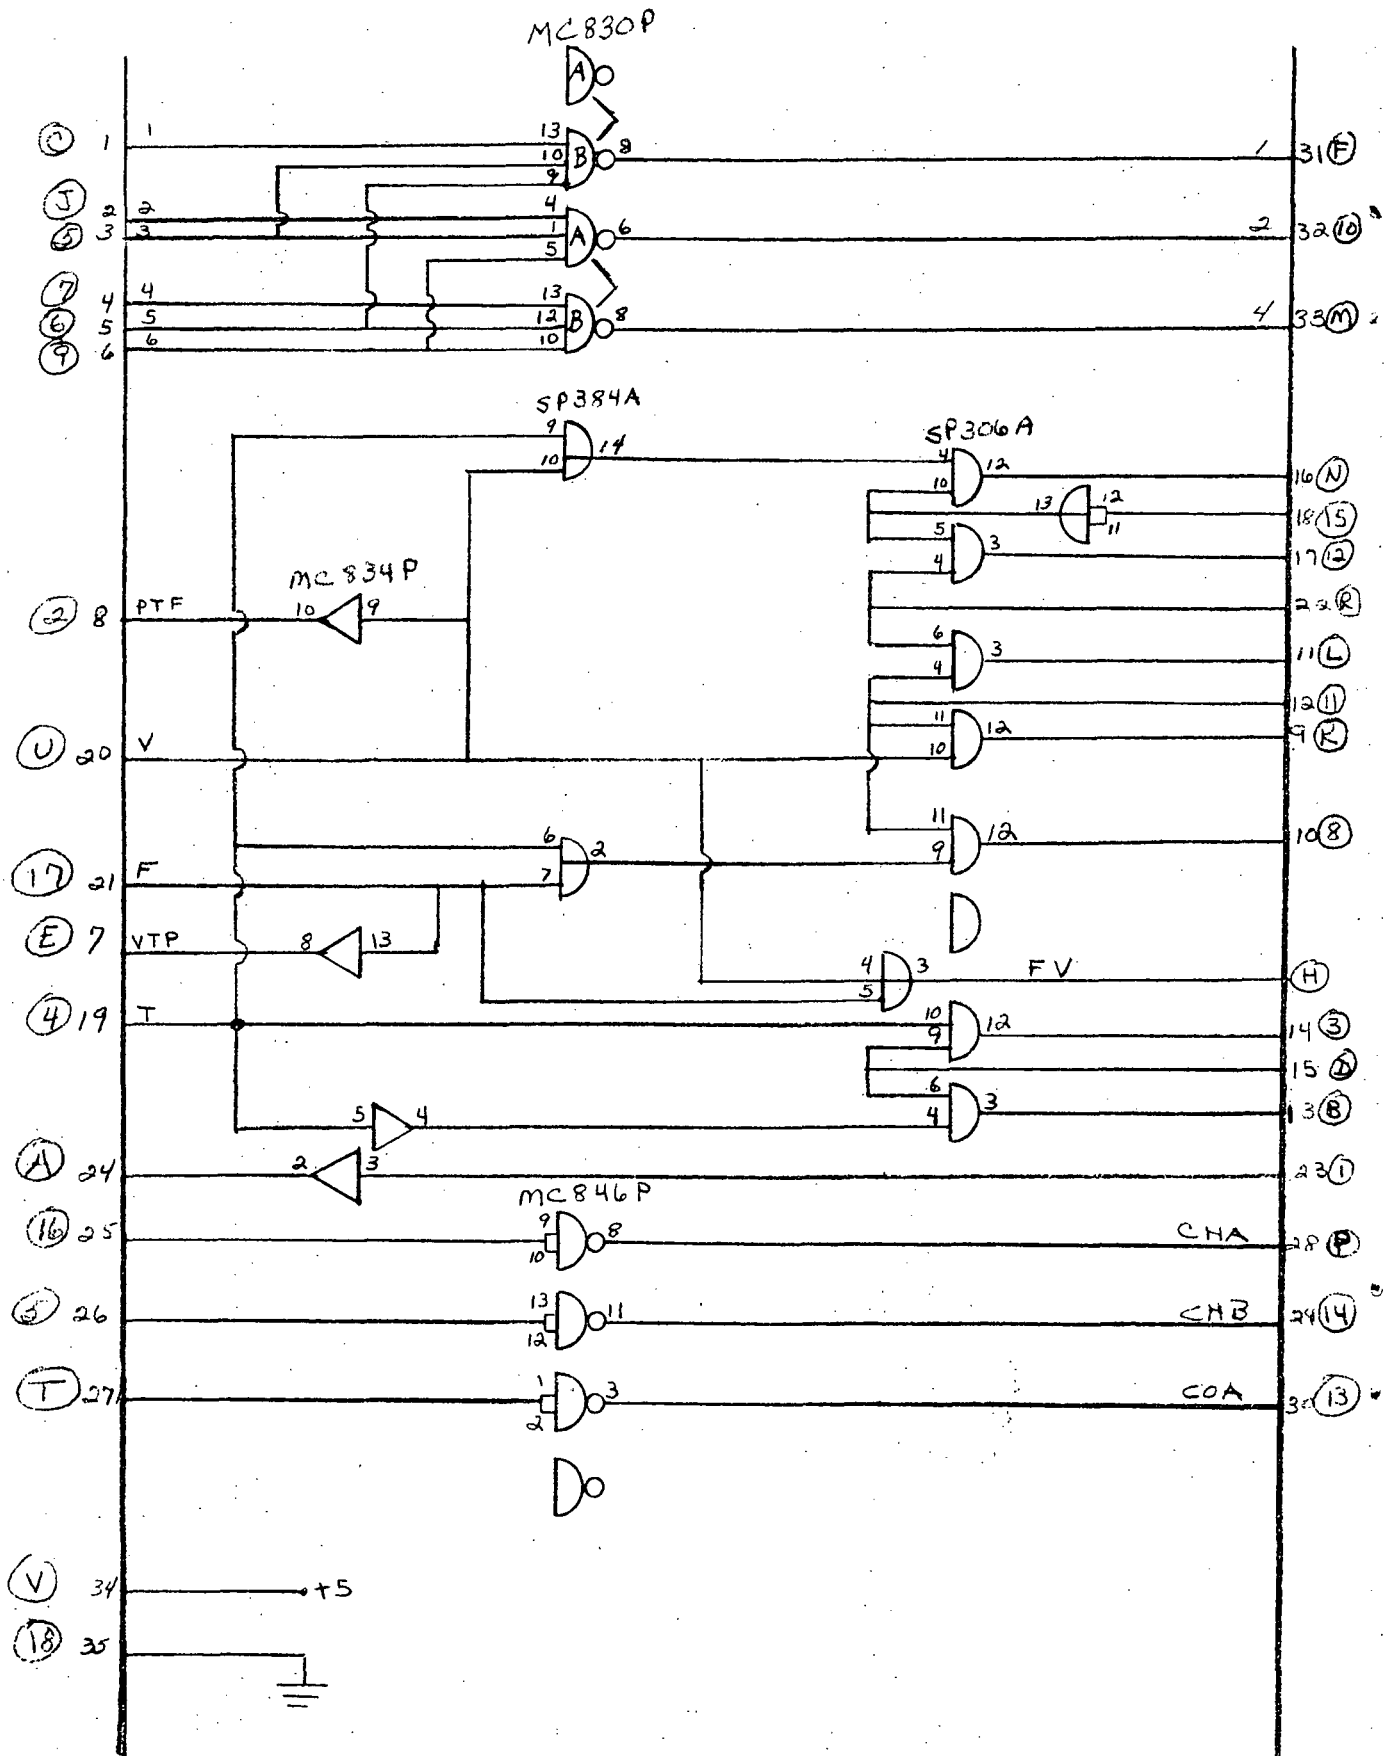 MC830P
A
C 1 1 13 10 9 B 8 1 31 F
J 2 2 4
5 3 3 1 5 A 6 2 32 10
7 4 4 13
6 5 5 12 B 8 4 33 M
9 6 6 10
SP384A
9 10 14
SP306A
4 10 12 16 N
13 12 11 18 15
5 4 3 17 12
MC834P
2 8 PTF 10 9
22 R
6 4 3 11 L
12 11
U 20 V 11 10 12 9 K
6 7 2 11 9 12 10 8
17 21 F
E 7 VTP 8 13
4 5 3 FV H
4 19 T 10 9 12 14 3
15 D
5 4 6 4 3 13 B
A 24 2 3 23 1
MC846P
16 25 9 10 8 CHA 28 P
26 13 12 11 CHB 29 14
T 27 1 2 3 COA 13
V 34 +5
18 35